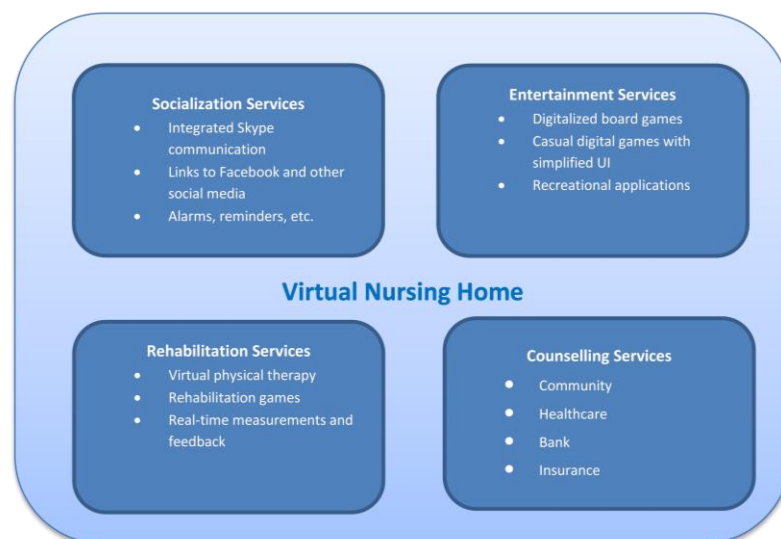 Socialization Services
• Integrated Skype
communication
• Links to Facebook and other
social media
• Alarms, reminders, etc.
Entertainment Services
• Digitalized board games
• Casual digital games with
simplified UI
• Recreational applications
Virtual Nursing Home
Rehabilitation Services
• Virtual physical therapy
• Rehabilitation games
• Real-time measurements and
feedback
Counselling Services
• Community
• Healthcare
• Bank
• Insurance